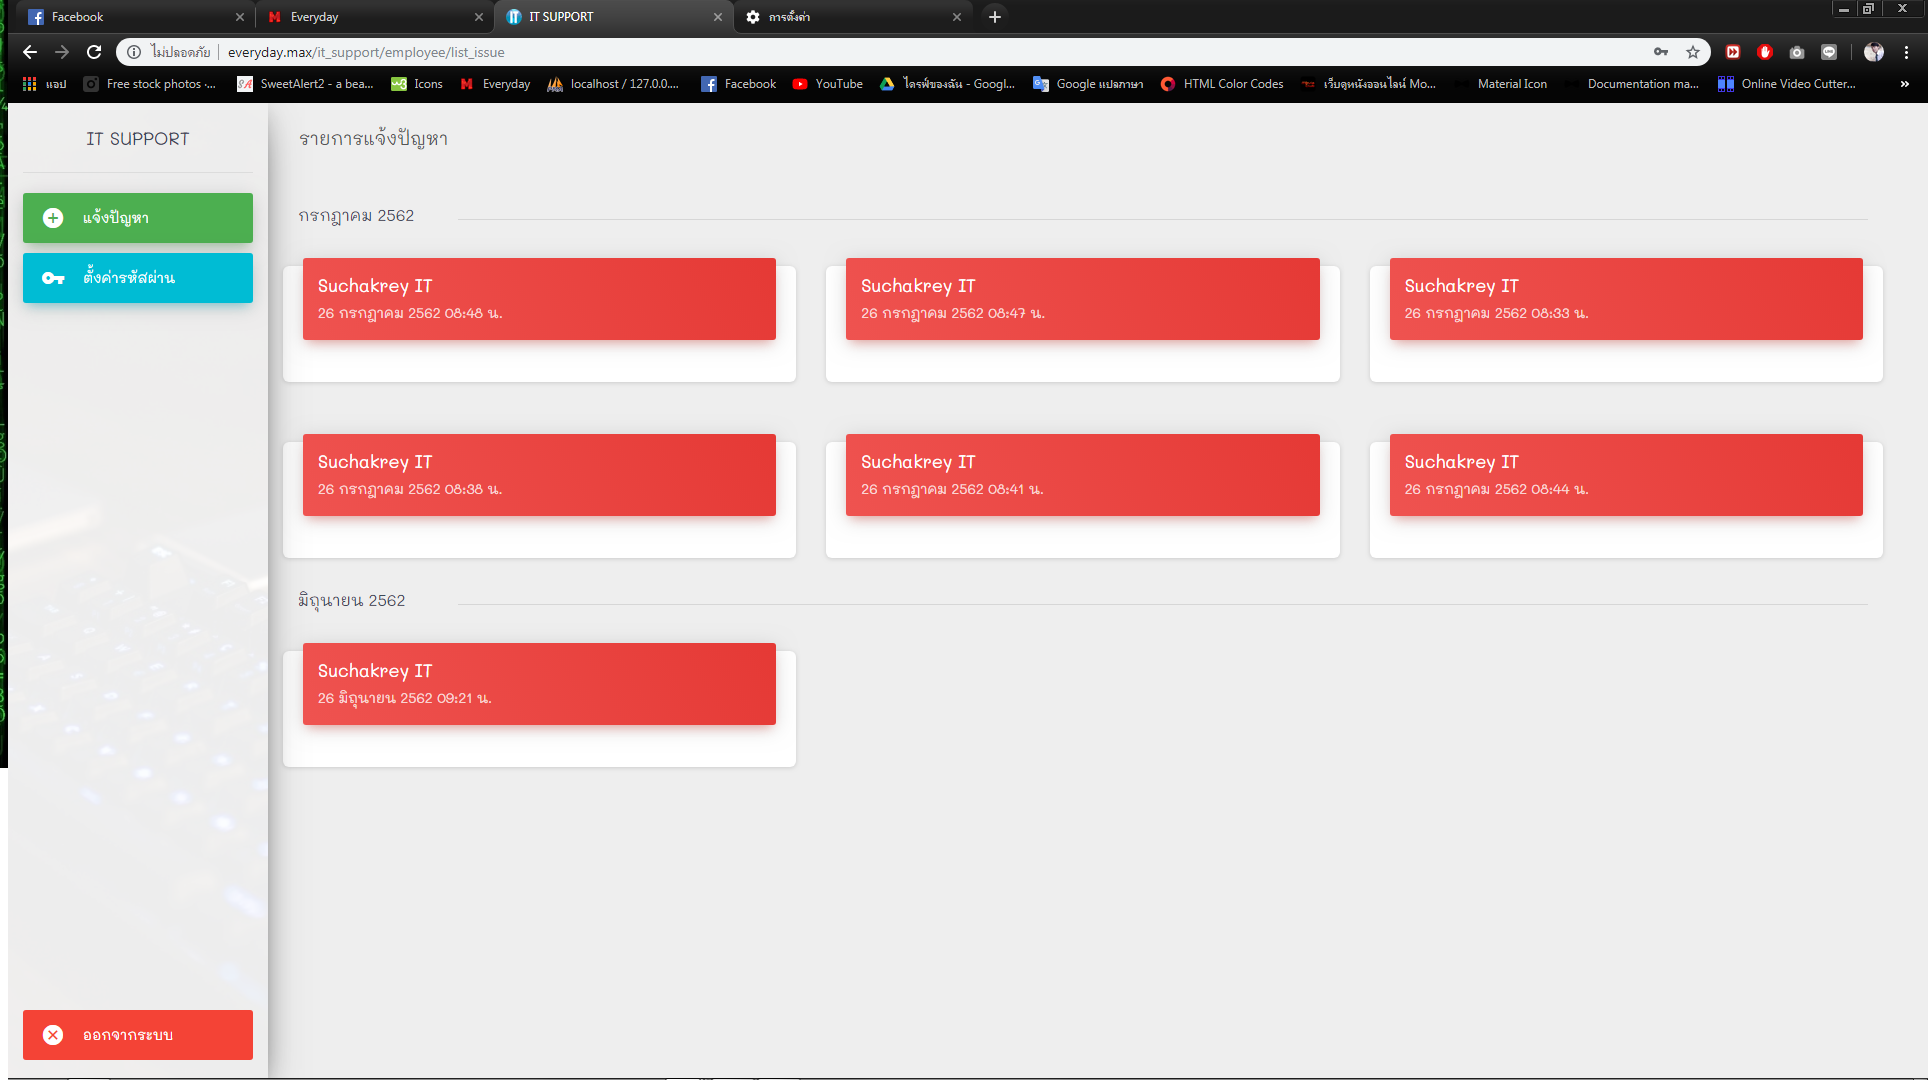 Facebook
Everyday
IT SUPPORT
การตั้งค่า
ไม่ปลอดภัย
everyday.max/it_support/employee/list_issue
แอป
Free stock photos ·...
SweetAlert2 - a bea...
Icons
Everyday
localhost / 127.0.0....
Facebook
YouTube
ไดรฟ์ของฉัน - Googl...
Google แปลภาษา
HTML Color Codes
เว็บดูหนังออนไลน์ Mo...
Material Icon
Documentation ma...
Online Video Cutter...
IT SUPPORT
แจ้งปัญหา
ตั้งค่ารหัสผ่าน
ออกจากระบบ
รายการแจ้งปัญหา
กรกฎาคม 2562
Suchakrey IT
26 กรกฎาคม 2562 08:48 น.
Suchakrey IT
26 กรกฎาคม 2562 08:47 น.
Suchakrey IT
26 กรกฎาคม 2562 08:33 น.
Suchakrey IT
26 กรกฎาคม 2562 08:38 น.
Suchakrey IT
26 กรกฎาคม 2562 08:41 น.
Suchakrey IT
26 กรกฎาคม 2562 08:44 น.
มิถุนายน 2562
Suchakrey IT
26 มิถุนายน 2562 09:21 น.